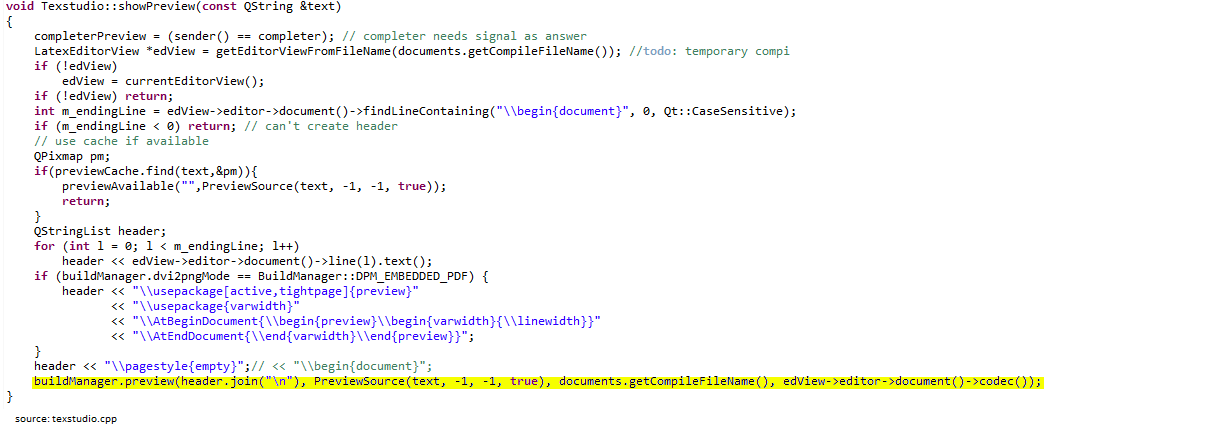 void Texstudio::showPreview(const QString &text)
{
    completerPreview = (sender() == completer); // completer needs signal as answer
    LatexEditorView *edView = getEditorViewFromFileName(documents.getCompileFileName()); //todo: temporary compi
    if (!edView)
        edView = currentEditorView();
    if (!edView) return;
    int m_endingLine = edView->editor->document()->findLineContaining("\\begin{document}", 0, Qt::CaseSensitive);
    if (m_endingLine < 0) return; // can't create header
    // use cache if available
    QPixmap pm;
    if(previewCache.find(text,&pm)){
        previewAvailable("",PreviewSource(text, -1, -1, true));
        return;
    }
    QStringList header;
    for (int l = 0; l < m_endingLine; l++)
        header << edView->editor->document()->line(l).text();
    if (buildManager.dvi2pngMode == BuildManager::DPM_EMBEDDED_PDF) {
        header << "\\usepackage[active,tightpage]{preview}"
               << "\\usepackage{varwidth}"
               << "\\AtBeginDocument{\\begin{preview}\\begin{varwidth}{\\linewidth}}"
               << "\\AtEndDocument{\\end{varwidth}\\end{preview}}";
    }
    header << "\\pagestyle{empty}";// << "\\begin{document}";
    buildManager.preview(header.join("\n"), PreviewSource(text, -1, -1, true), documents.getCompileFileName(), edView->editor->document()->codec());
}
source: texstudio.cpp